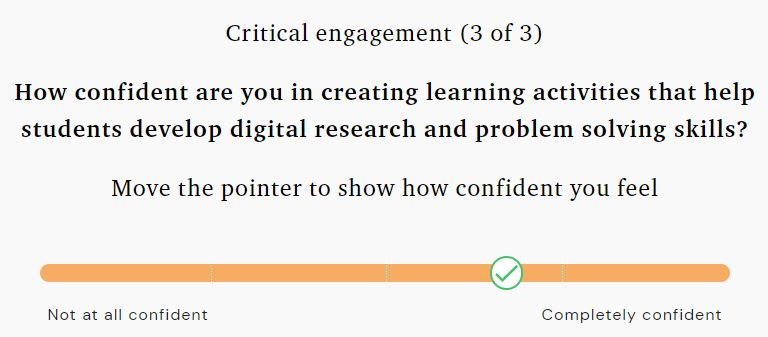 Critical engagement (3 of 3)
How confident are you in creating learning activities that help
students develop digital research and problem solving skills?
Move the pointer to show how confident you feel
Not at all confident
Completely confident